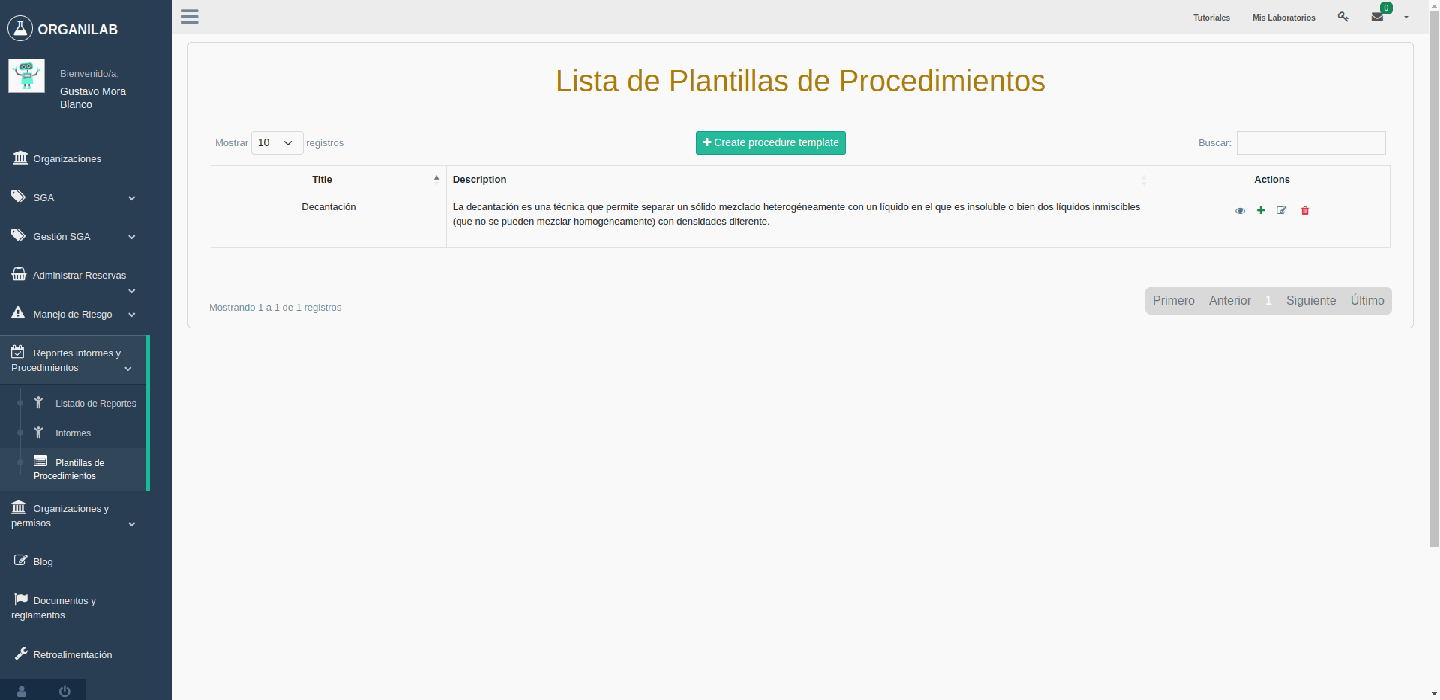 ORGANILAB
Bienvenido/a,
Gustavo Mora
Blanco
Organizaciones
SGA
Gestión SGA
Administrar Reservas
Manejo de Riesgo
Reportes informes y
Procedimientos
Listado de Reportes
Informes
Plantillas de
Procedimientos
Organizaciones y
permisos
Blog
Documentos y
reglamentos
Retroalimentación
Tutoriales Mis Laboratorios 0
Lista de Plantillas de Procedimientos
Mostrar 10 registros Create procedure template Buscar:
Title Description Actions
Decantación La decantación es una técnica que permite separar un sólido mezclado heterogéneamente con un líquido en el que es insoluble o bien dos líquidos inmiscibles
(que no se pueden mezclar homogéneamente) con densidades diferente.
Mostrando 1 a 1 de 1 registros Primero Anterior 1 Siguiente Último